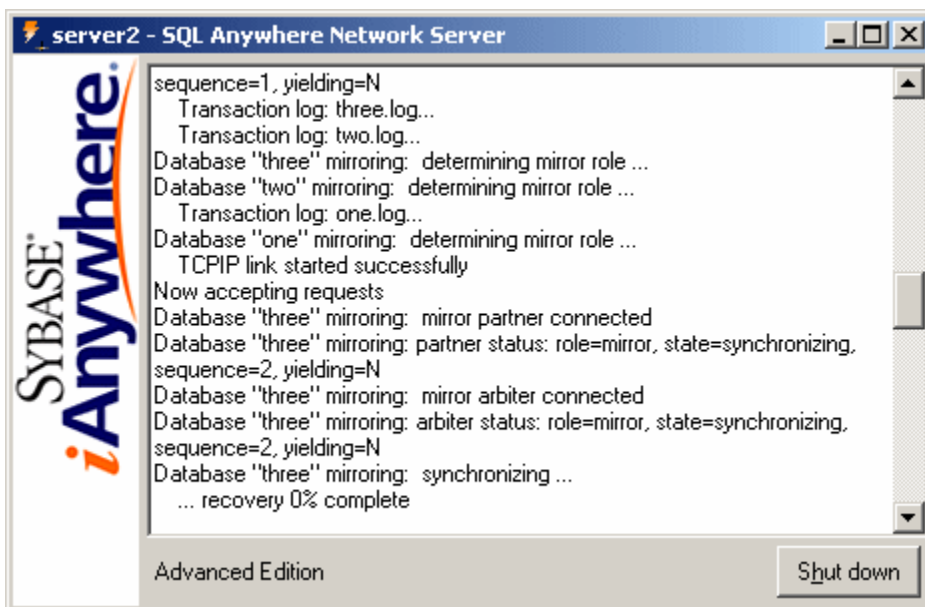 server2 - SQL Anywhere Network Server
SYBASE
iAnywhere.
sequence=1, yielding=N
Transaction log: three.log...
Transaction log: two.log...
Database "three" mirroring:  determining mirror role ...
Database "two" mirroring:  determining mirror role ...
Transaction log: one.log...
Database "one" mirroring:  determining mirror role ...
TCPIP link started successfully
Now accepting requests
Database "three" mirroring:  mirror partner connected
Database "three" mirroring: partner status: role=mirror, state=synchronizing,
sequence=2, yielding=N
Database "three" mirroring:  mirror arbiter connected
Database "three" mirroring: arbiter status: role=mirror, state=synchronizing,
sequence=2, yielding=N
Database "three" mirroring:  synchronizing ...
... recovery 0% complete
Advanced Edition
Shut down